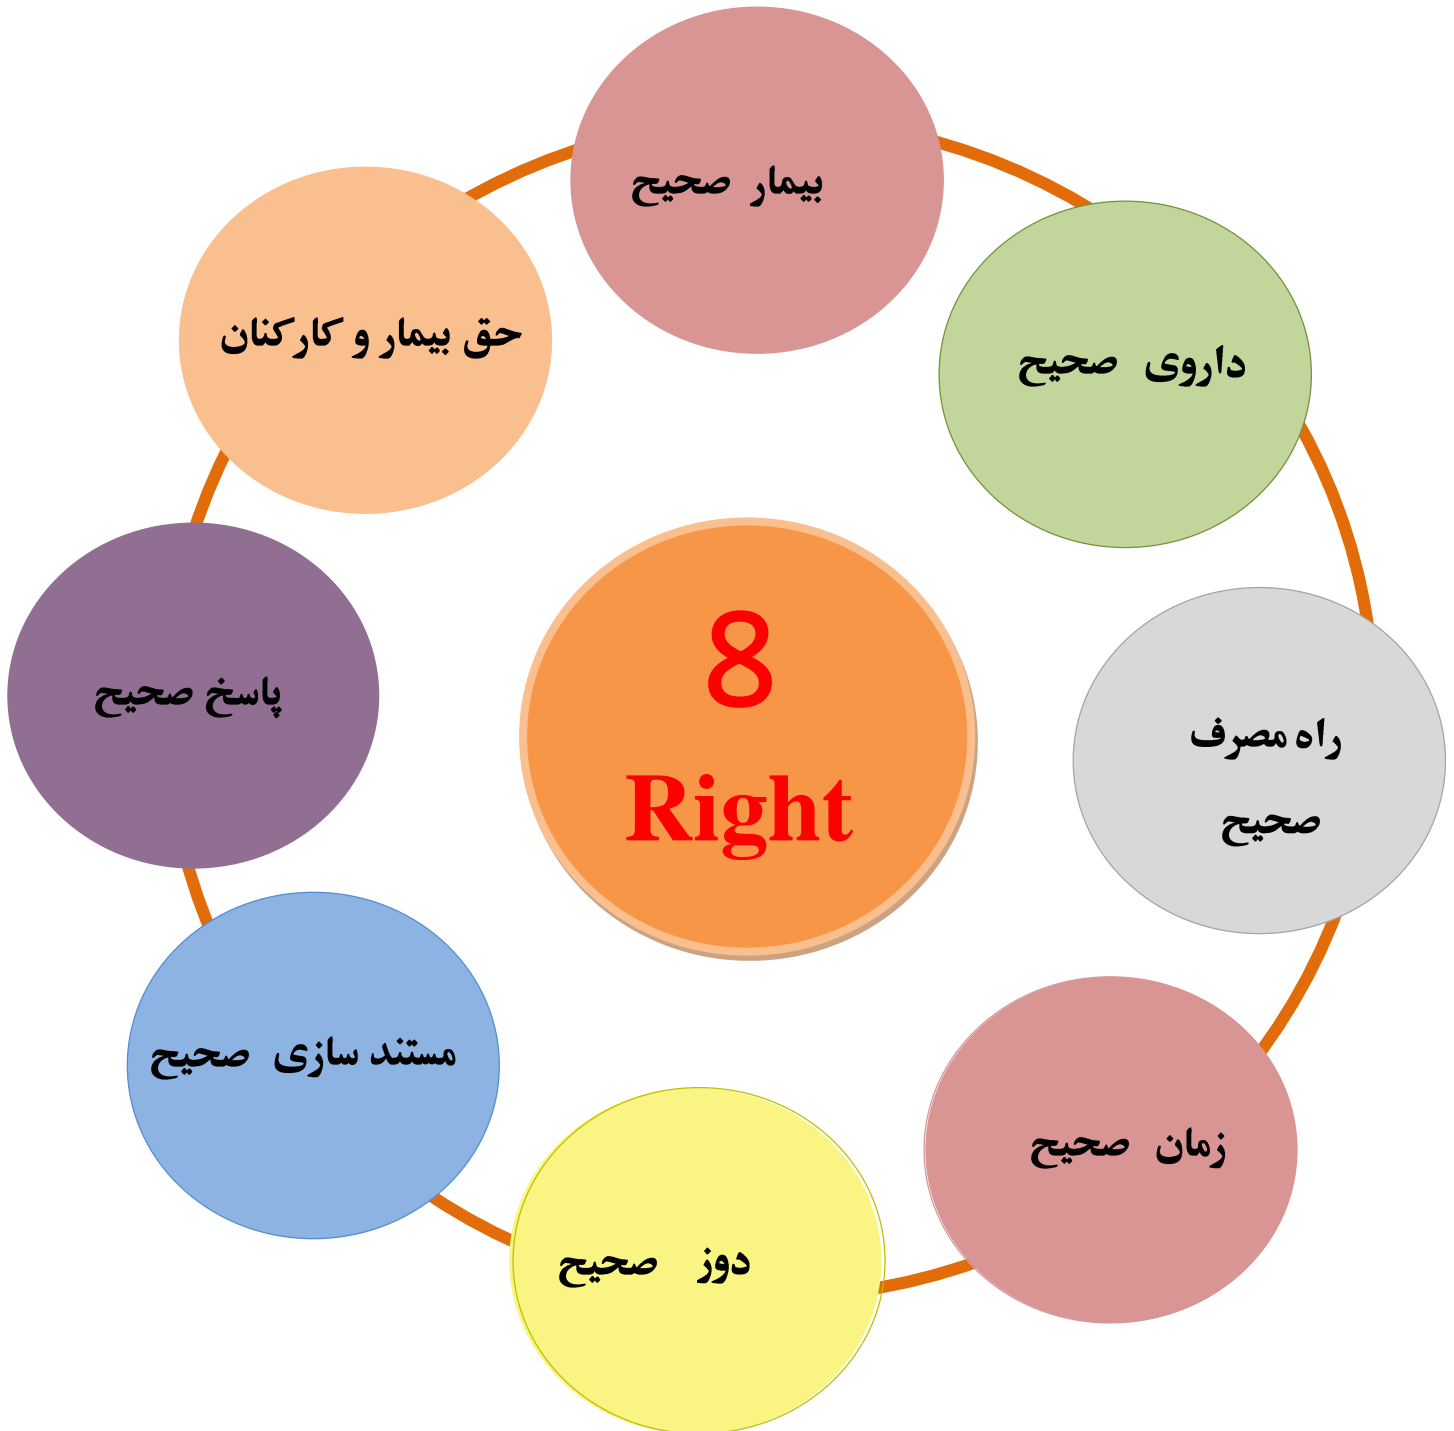 بیمار صحیح
داروی صحیح
راه مصرف
صحیح
زمان صحیح
دوز صحیح
مستند سازی صحیح
پاسخ صحیح
حق بیمار و کارکنان
8
Right